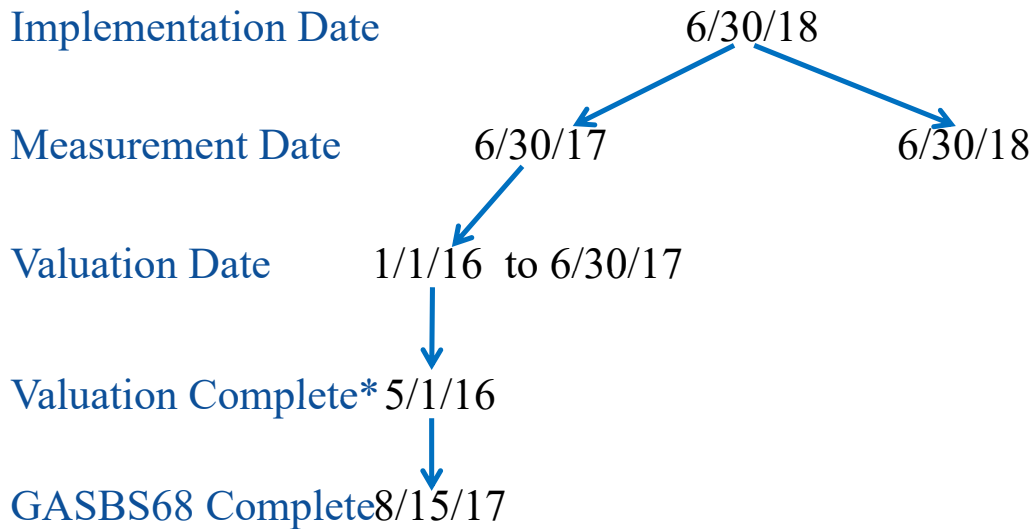 Implementation Date 6/30/18
Measurement Date 6/30/17 6/30/18
Valuation Date 1/1/16 to 6/30/17
Valuation Complete* 5/1/16
GASBS68 Complete 8/15/17